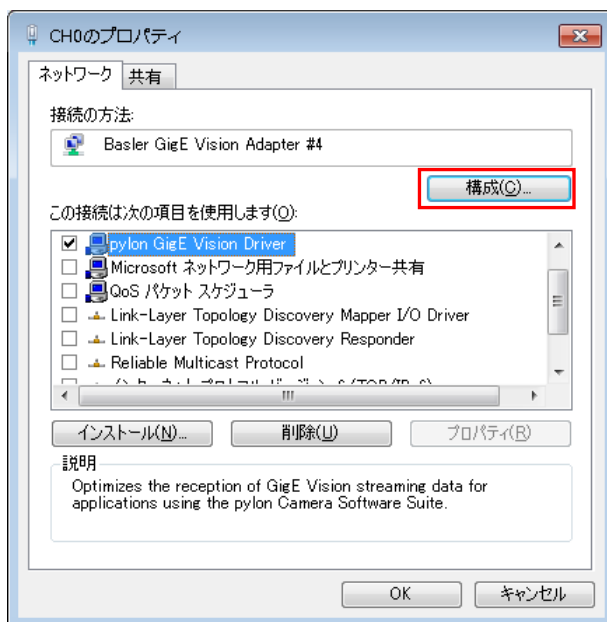 CH0のプロパティ
ネットワーク 共有
接続の方法:
Basler GigE Vision Adapter #4
構成(C)...
この接続は次の項目を使用します(O):
pylon GigE Vision Driver
Microsoft ネットワーク用ファイルとプリンター共有
QoS パケット スケジューラ
Link-Layer Topology Discovery Mapper I/O Driver
Link-Layer Topology Discovery Responder
Reliable Multicast Protocol
インストール(N)... 削除(U) プロパティ(R)
説明
Optimizes the reception of GigE Vision streaming data for
applications using the pylon Camera Software Suite.
OK キャンセル